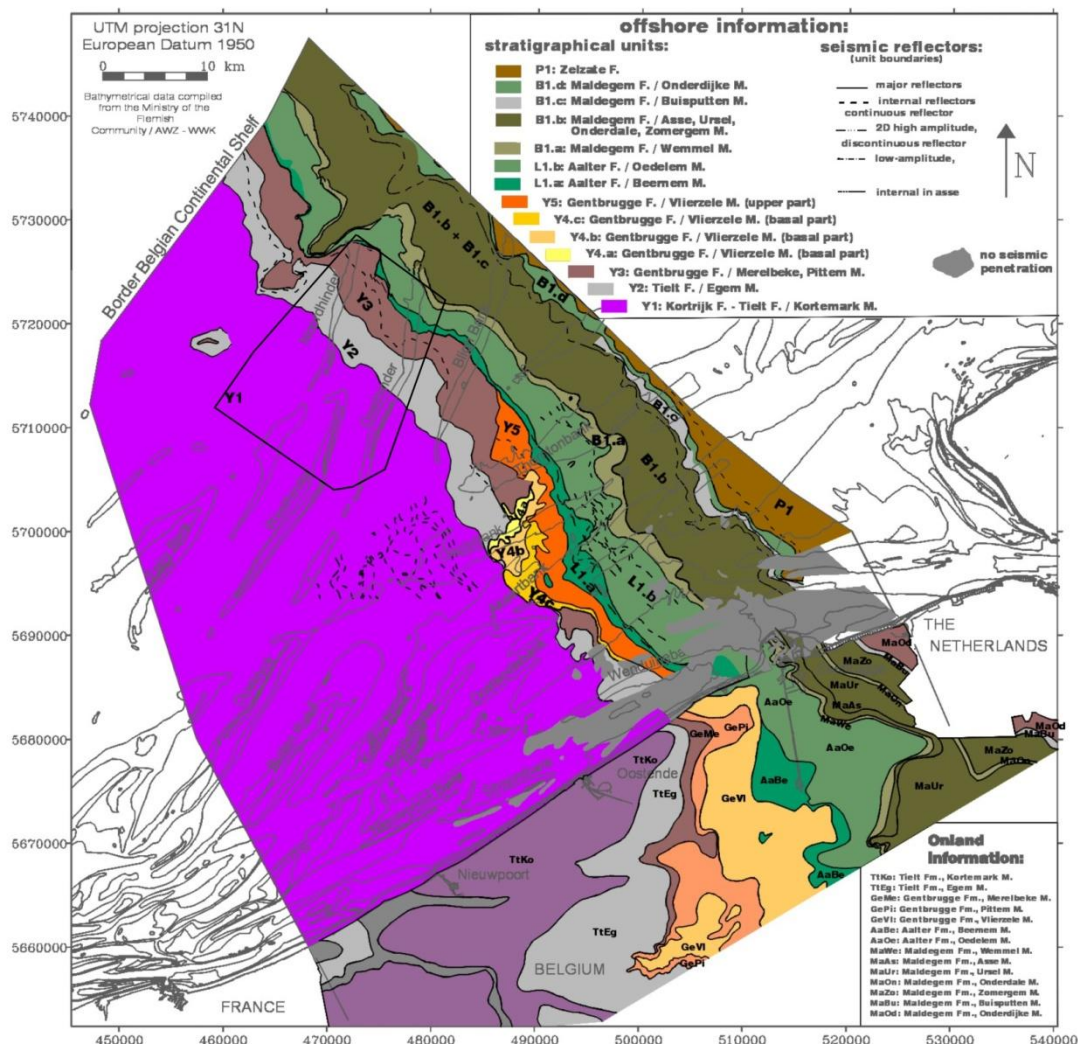 UTM projection 31N
European Datum 1950
0 10 km
Bathymetrical data compiled
from the Ministry of the
Flemish
Community / AWZ - WWK
offshore information:
stratigraphical units:
P1: Zelzate F.
B1.d: Maldegem F. / Onderdijke M.
B1.c: Maldegem F. / Buisputten M.
B1.b: Maldegem F. / Asse, Ursel,
Onderdale, Zomergem M.
B1.a: Maldegem F. / Wemmel M.
L1.b: Aalter F. / Oedelem M.
L1.a: Aalter F. / Beernem M.
Y5: Gentbrugge F. / Vlierzele M. (upper part)
Y4.c: Gentbrugge F. / Vlierzele M. (basal part)
Y4.b: Gentbrugge F. / Vlierzele M. (basal part)
Y4.a: Gentbrugge F. / Vlierzele M. (basal part)
Y3: Gentbrugge F. / Merelbeke, Pittem M.
Y2: Tielt F. / Egem M.
Y1: Kortrijk F. - Tielt F. / Kortemark M.
seismic reflectors:
(unit boundaries)
major reflectors
internal reflectors
continuous reflector
2D high amplitude,
discontinuous reflector
low-amplitude,
internal in asse
N
no seismic
penetration
Border Belgian Continental Shelf
5740000
5730000
5720000
5710000
5700000
5690000
5680000
5670000
5660000
B1.b + B1.c
B1.d
Y3
Y2
Y1
B1.c
Y5
B1.a
B1.b
P1
Y4b
Y4c
L1.a
L1.b
THE
NETHERLANDS
MaOd
MaZo
MaBu
MaUr
MaOn
MaAs
MaWe
AaOe
AaOe
MaOd
MaBu
MaZo
MaOn
MaUr
GePi
GeMe
TtKo
Oostende
TtEg
AaBe
GeVl
TtKo
Nieuwpoort
AaBe
TtEg
GeVl
GePi
BELGIUM
FRANCE
Onland
Information:
TtKo: Tielt Fm., Kortemark M.
TtEg: Tielt Fm., Egem M.
GeMe: Gentbrugge Fm., Merelbeke M.
GePi: Gentbrugge Fm., Pittem M.
GeVl: Gentbrugge Fm., Vlierzele M.
AaBe: Aalter Fm., Beernem M.
AaOe: Aalter Fm., Oedelem M.
MaWe: Maldegem Fm., Wemmel M.
MaAs: Maldegem Fm., Asse M.
MaUr: Maldegem Fm., Ursel M.
MaOn: Maldegem Fm., Onderdale M.
MaZo: Maldegem Fm., Zomergem M.
MaBu: Maldegem Fm., Buisputten M.
MaOd: Maldegem Fm., Onderdijke M.
450000 460000 470000 480000 490000 500000 510000 520000 530000 540000